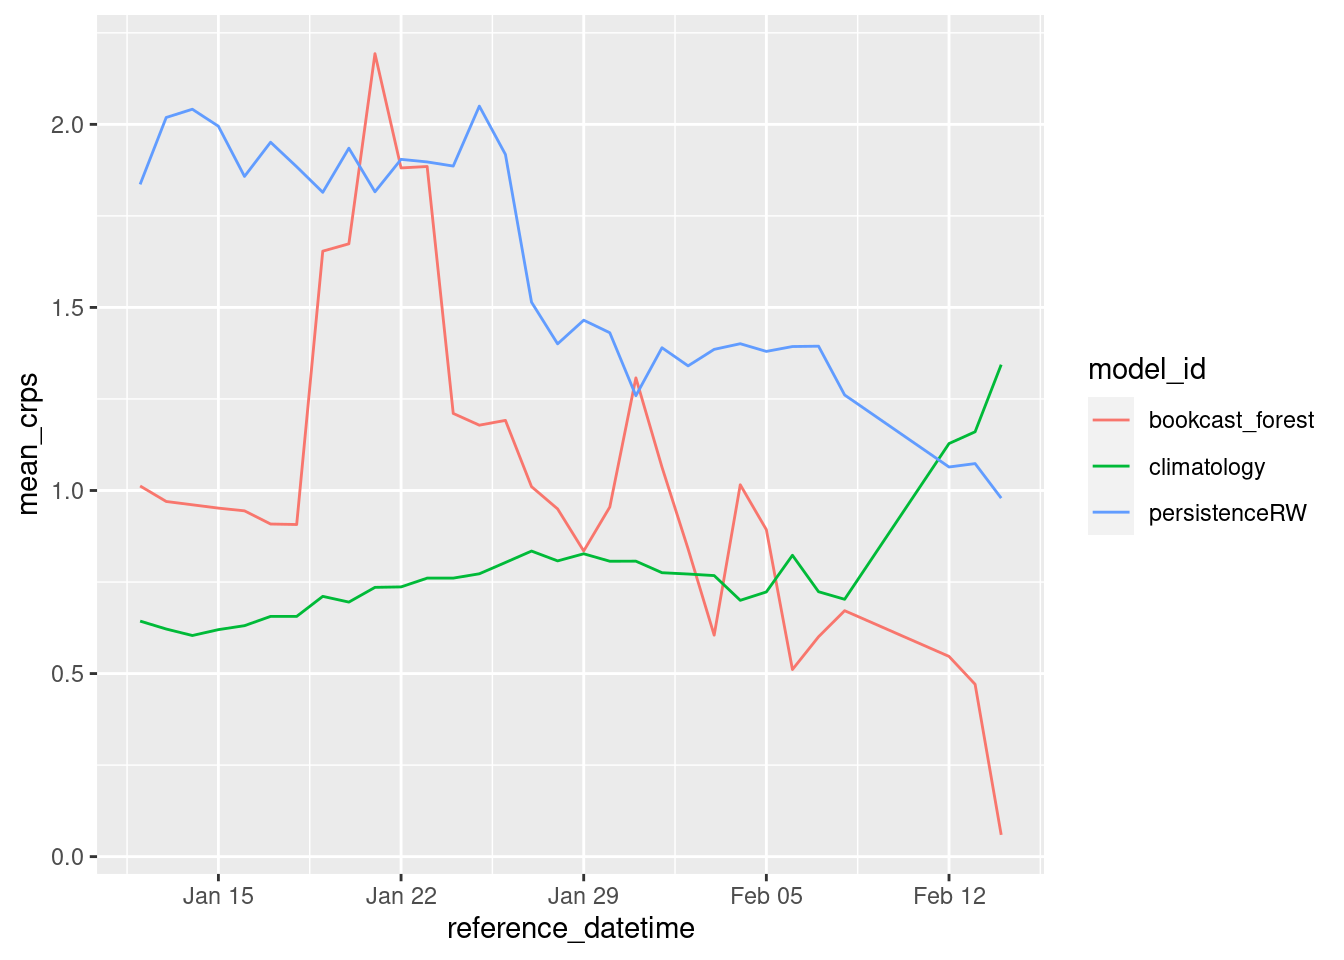 mean_crps
2.0
1.5
1.0
0.5
0.0
Jan 15 Jan 22 Jan 29 Feb 05 Feb 12
reference_datetime
model_id
bookcast_forest
climatology
persistenceRW